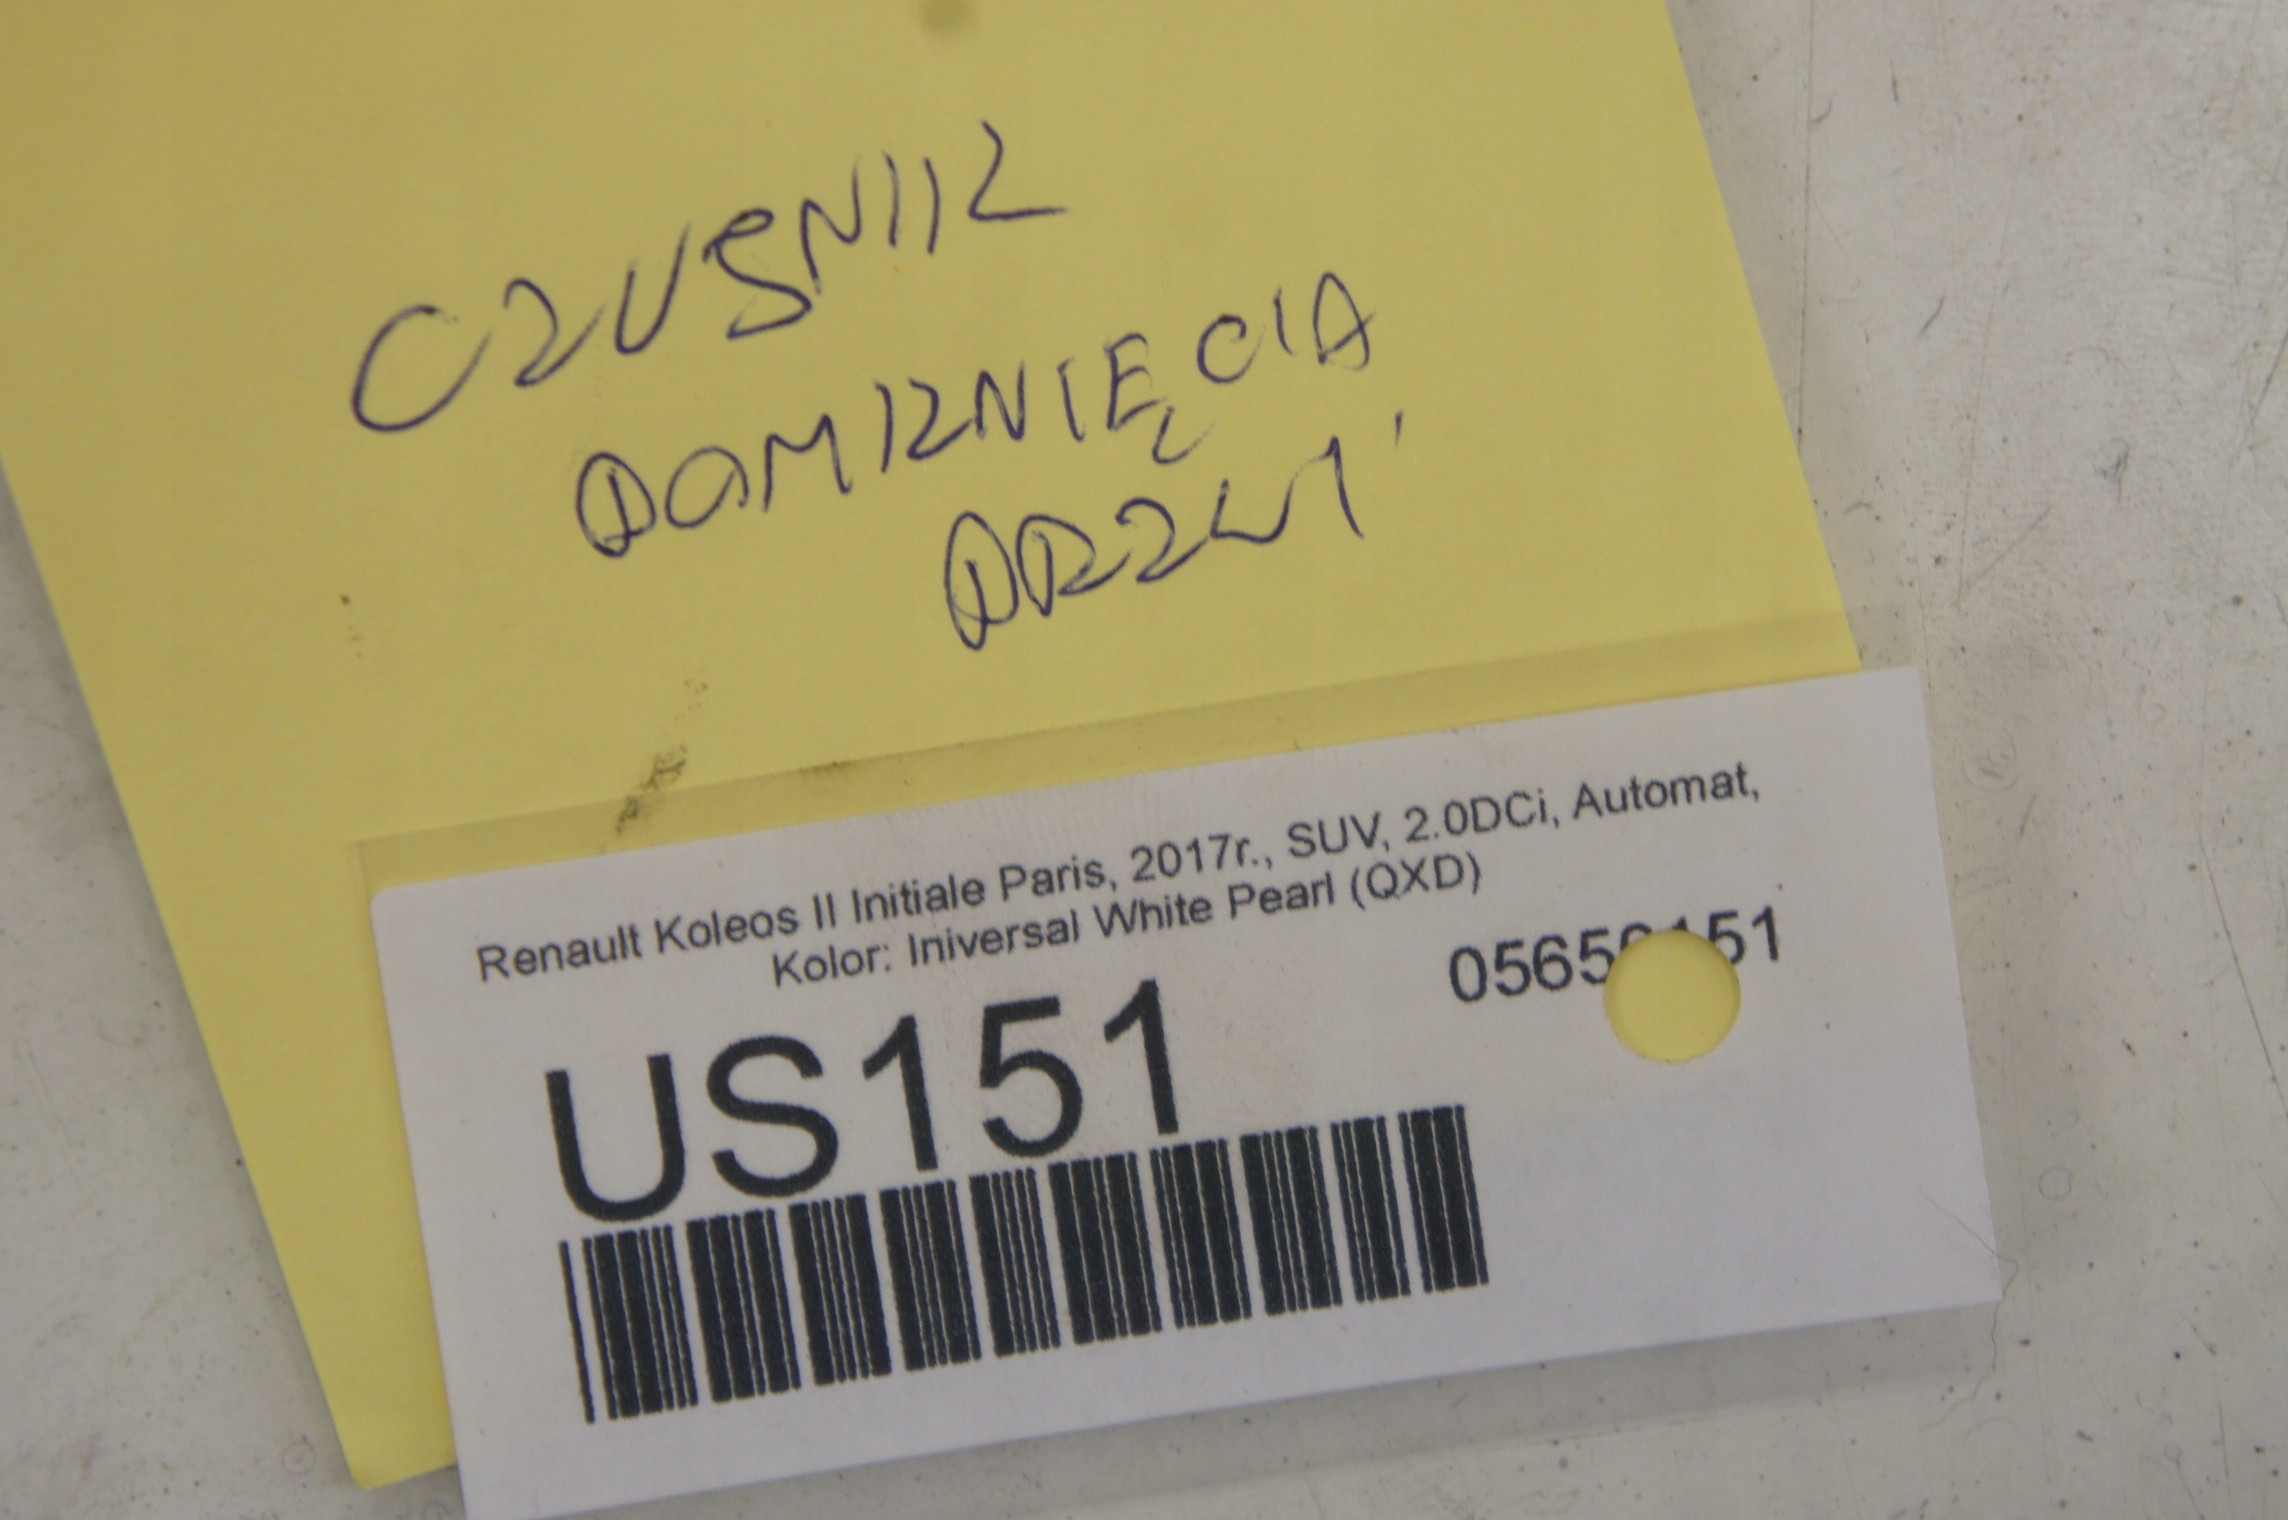 CZUJNIK
DOMKNIĘCIA
DRZWI
Renault Koleos II Initiale Paris, 2017r., SUV, 2.0DCi, Automat,
Kolor: Iniversal White Pearl (QXD)
US151